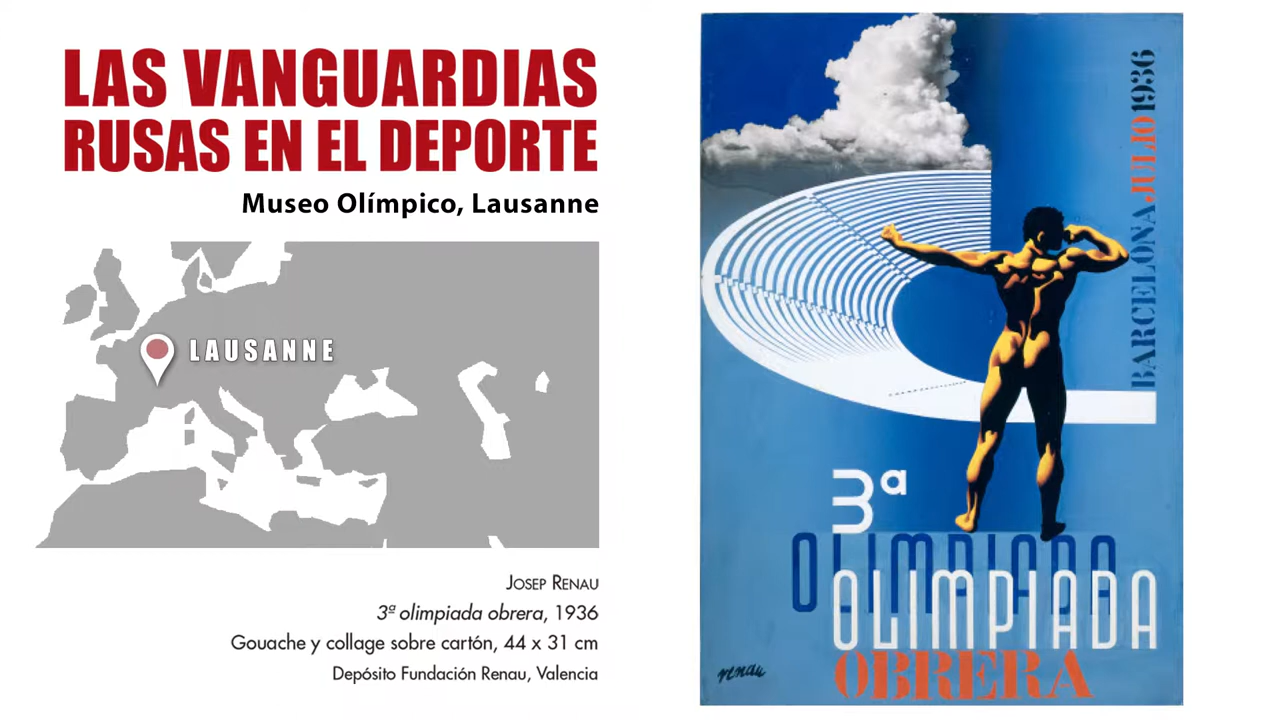 LAS VANGUARDIAS
RUSAS EN EL DEPORTE
Museo Olímpico, Lausanne
LAUSANNE
JOSEP RENAU
3ª olimpiada obrera, 1936
Gouache y collage sobre cartón, 44 x 31 cm
Depósito Fundación Renau, Valencia
BARCELONA JULIO 1936
3ª
OLIMPIADA
OLIMPIADA
OBRERA
renau